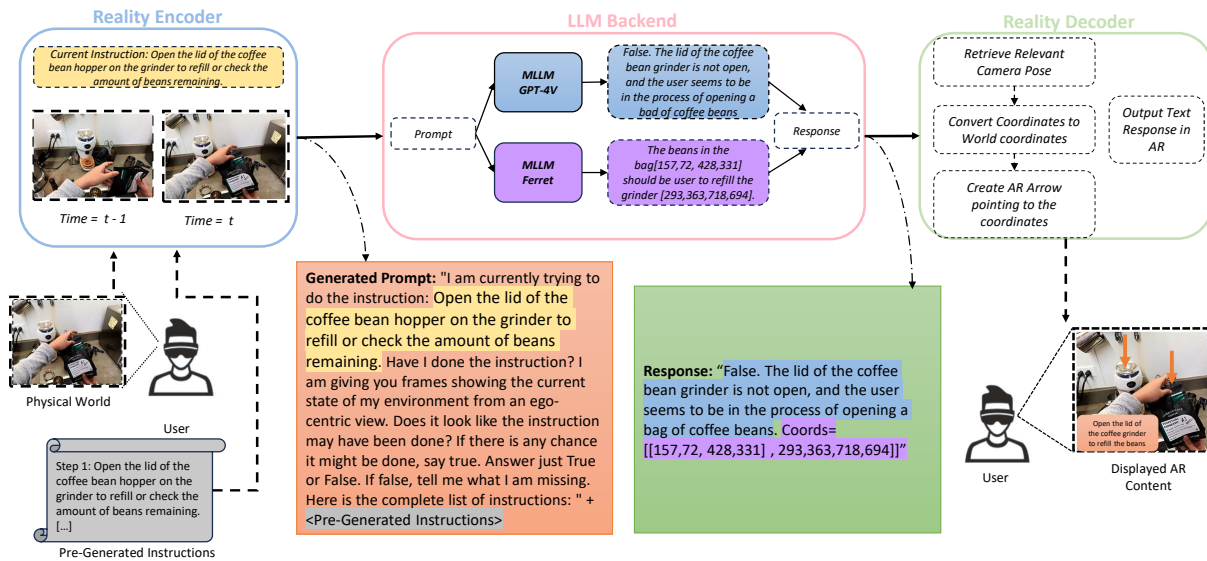 Reality Encoder
Current Instruction: Open the lid of the coffee
bean hopper on the grinder to refill or check the
amount of beans remaining.
Time = t - 1
Time = t
LLM Backend
Prompt
MLLM
GPT-4V
MLLM
Ferret
False. The lid of the coffee
bean grinder is not open,
and the user seems to be
in the process of opening a
bad of coffee beans
The beans in the
bag[157,72, 428,331]
should be user to refill the
grinder [293,363,718,694].
Response
Reality Decoder
Retrieve Relevant
Camera Pose
Convert Coordinates to
World coordinates
Create AR Arrow
pointing to the
coordinates
Output Text
Response in
AR
Physical World
User
Step 1: Open the lid of the
coffee bean hopper on the
grinder to refill or check the
amount of beans remaining.
[...]
Pre-Generated Instructions
Generated Prompt: "I am currently trying to
do the instruction: Open the lid of the
coffee bean hopper on the grinder to
refill or check the amount of beans
remaining. Have I done the instruction? I
am giving you frames showing the current
state of my environment from an ego-
centric view. Does it look like the instruction
may have been done? If there is any chance
it might be done, say true. Answer just True
or False. If false, tell me what I am missing.
Here is the complete list of instructions: " +
<Pre-Generated Instructions>
Response: “False. The lid of the coffee
bean grinder is not open, and the user
seems to be in the process of opening a
bag of coffee beans. Coords=
[[157,72, 428,331] , 293,363,718,694]]”
User
Open the lid of
the coffee grinder
to refill the beans
Displayed AR
Content